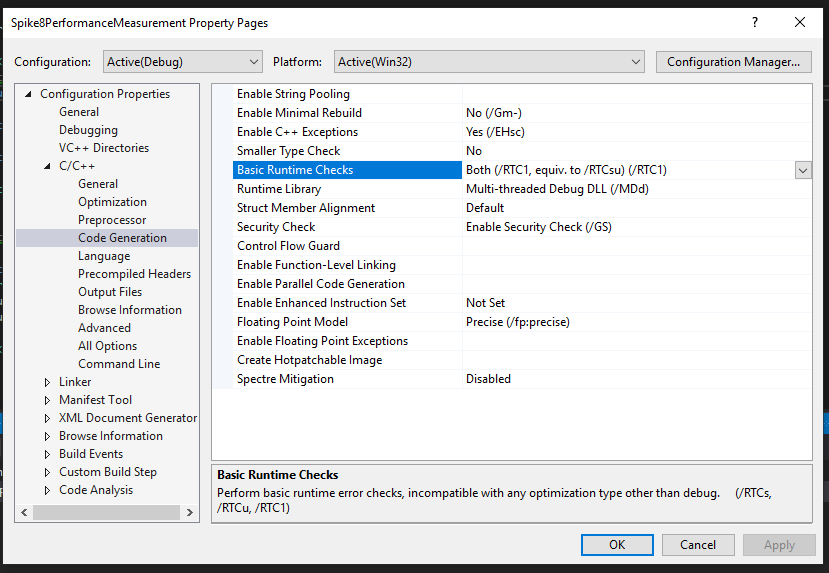 Spike8PerformanceMeasurement Property Pages
?
Configuration: Active(Debug) Platform: Active(Win32) Configuration Manager...
Configuration Properties
General
Debugging
VC++ Directories
C/C++
General
Optimization
Preprocessor
Code Generation
Language
Precompiled Headers
Output Files
Browse Information
Advanced
All Options
Command Line
Linker
Manifest Tool
XML Document Generator
Browse Information
Build Events
Custom Build Step
Code Analysis
Enable String Pooling
Enable Minimal Rebuild No (/Gm-)
Enable C++ Exceptions Yes (/EHsc)
Smaller Type Check No
Basic Runtime Checks Both (/RTC1, equiv. to /RTCsu) (/RTC1)
Runtime Library Multi-threaded Debug DLL (/MDd)
Struct Member Alignment Default
Security Check Enable Security Check (/GS)
Control Flow Guard
Enable Function-Level Linking
Enable Parallel Code Generation
Enable Enhanced Instruction Set Not Set
Floating Point Model Precise (/fp:precise)
Enable Floating Point Exceptions
Create Hotpatchable Image
Spectre Mitigation Disabled
Basic Runtime Checks
Perform basic runtime error checks, incompatible with any optimization type other than debug. (/RTCs,
/RTCu, /RTC1)
OK Cancel Apply